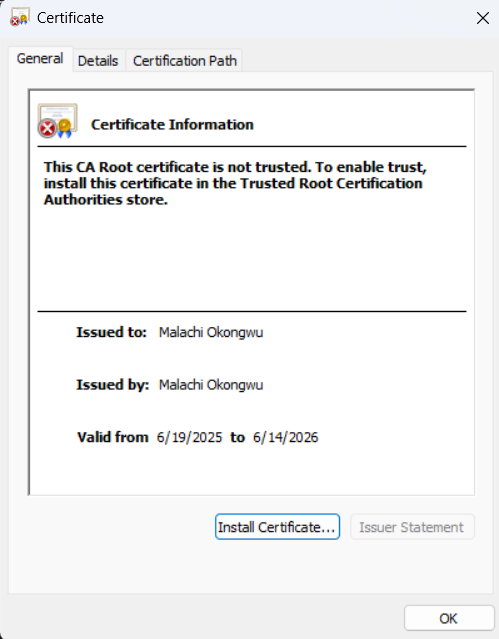 Certificate
General Details Certification Path
Certificate Information
This CA Root certificate is not trusted. To enable trust,
install this certificate in the Trusted Root Certification
Authorities store.
Issued to: Malachi Okongwu
Issued by: Malachi Okongwu
Valid from 6/19/2025 to 6/14/2026
Install Certificate... Issuer Statement
OK